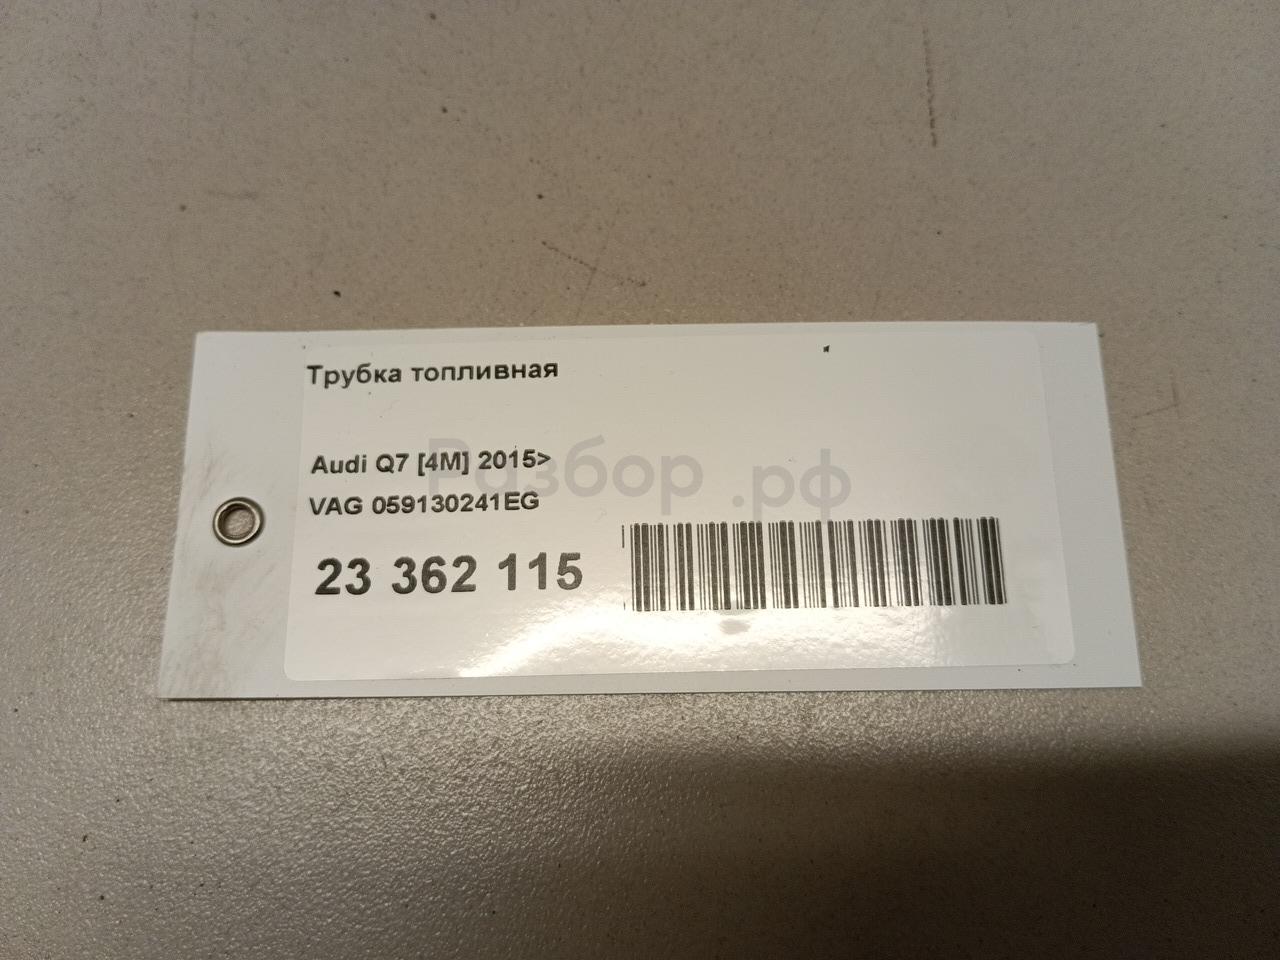 Трубка топливная
Audi Q7 [4M] 2015>
Разбор.рф
VAG 059130241EG
23 362 115